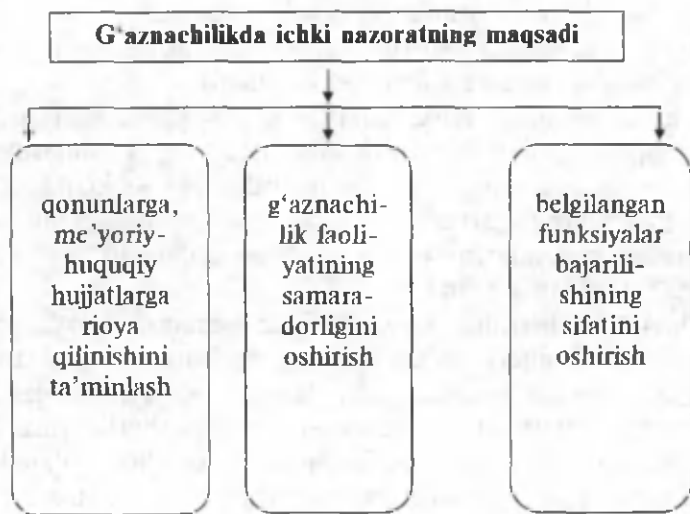 G‘aznachilikda ichki nazoratning maqsadi
qonunlarga,
me’yoriy-
huquqiy
hujjatlarga
rioya
qilinishini
ta’minlash
g‘aznachi-
lik faoli-
yatining
samara-
dorligini
oshirish
belgilangan
funksiyalar
bajarili-
shining
sifatini
oshirish